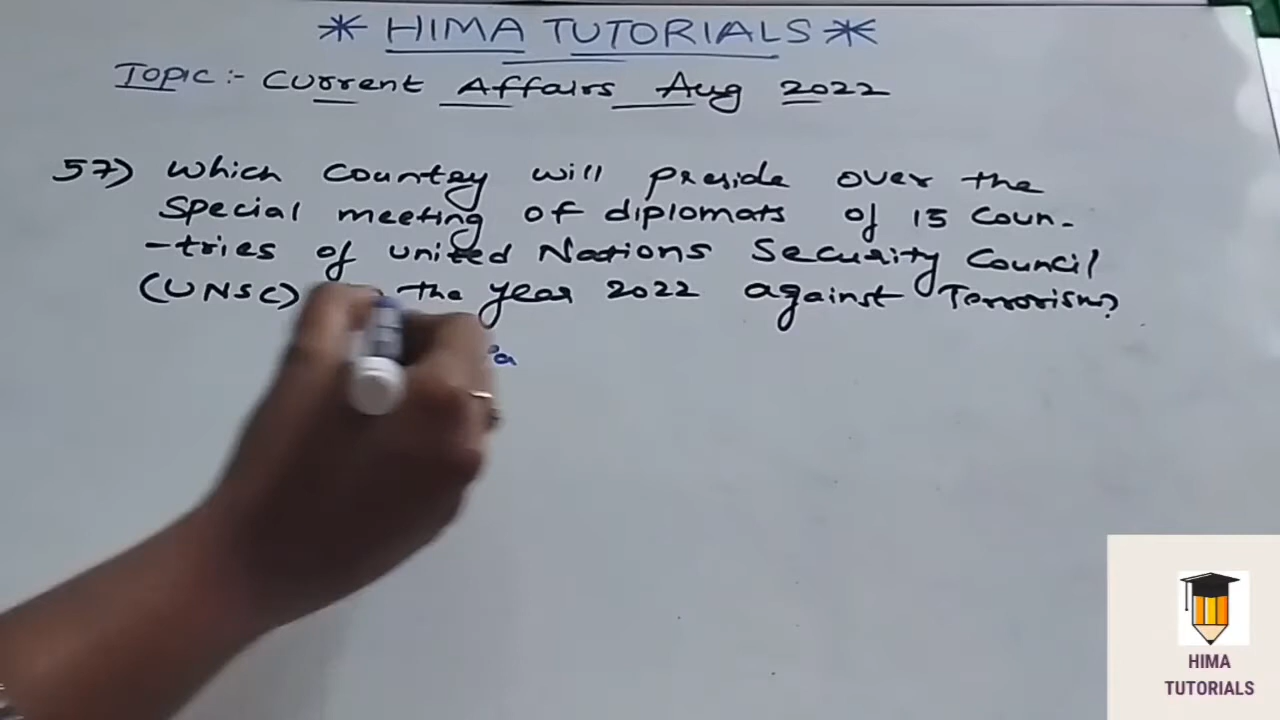 * HIMA TUTORIALS *
Topic :- Current Affairs Aug 2022
57) Which Country will preside over the
Special meeting of diplomats of 15 Coun-
-tries of United Nations Security Council
(UNSC) the year 2022 against Terrorism?
HIMA
TUTORIALS